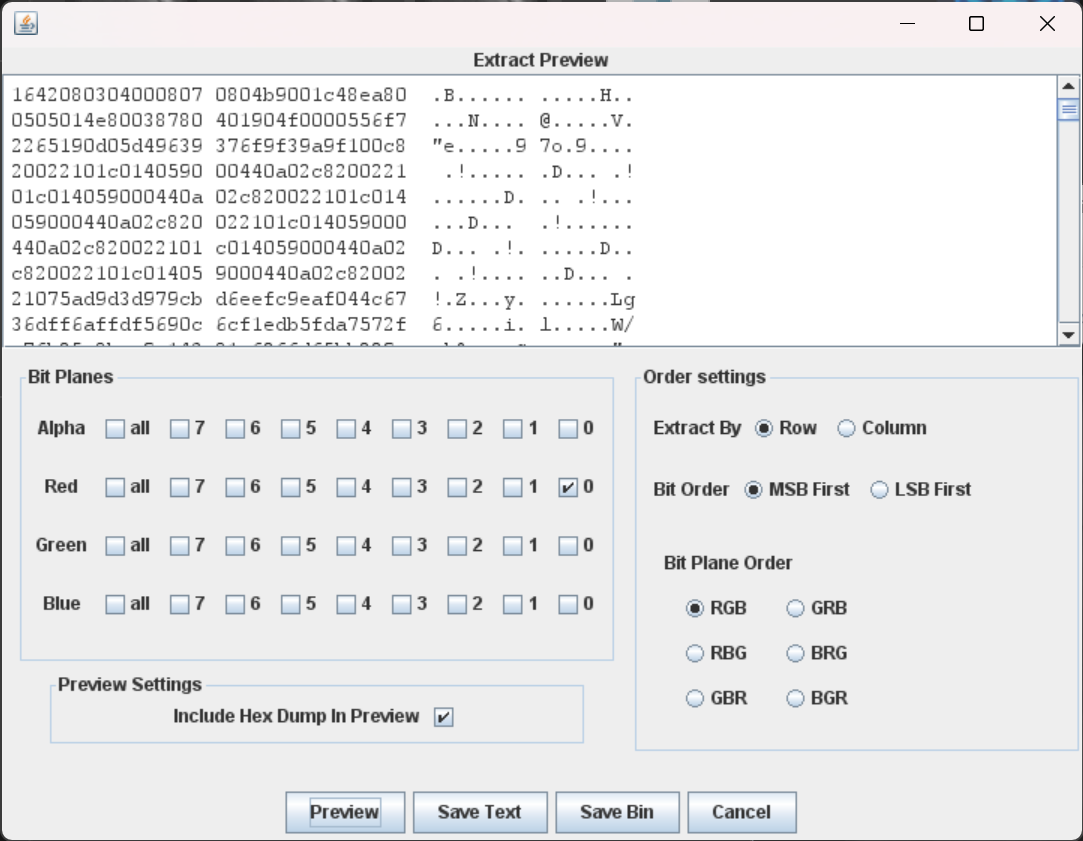 Extract Preview
1642080304000807 0804b9001c48ea80 .B...... .....H..
0505014e80038780 401904f0000556f7 ...N.... @.....V.
2265190d05d49639 376f9f39a9f100c8 "e.....9 7o.9....
20022101c0140590 00440a02c8200221 .!..... .D... .!
01c014059000440a 02c820022101c014 ......D. .. .!...
059000440a02c820 022101c014059000 ...D... .!......
440a02c820022101 c014059000440a02 D... .!. .....D..
c820022101c01405 9000440a02c82002 . .!.... ..D... .
21075ad9d3d979cb d6eefc9eaf044c67 !.Z...y. ......Lg
36dff6affdf5690c 6cf1edb5fda7572f 6.....i. l.....W/
Bit Planes
Alpha all 7 6 5 4 3 2 1 0
Red all 7 6 5 4 3 2 1 0
Green all 7 6 5 4 3 2 1 0
Blue all 7 6 5 4 3 2 1 0
Preview Settings
Include Hex Dump In Preview
Order settings
Extract By Row Column
Bit Order MSB First LSB First
Bit Plane Order
RGB GRB
RBG BRG
GBR BGR
Preview Save Text Save Bin Cancel